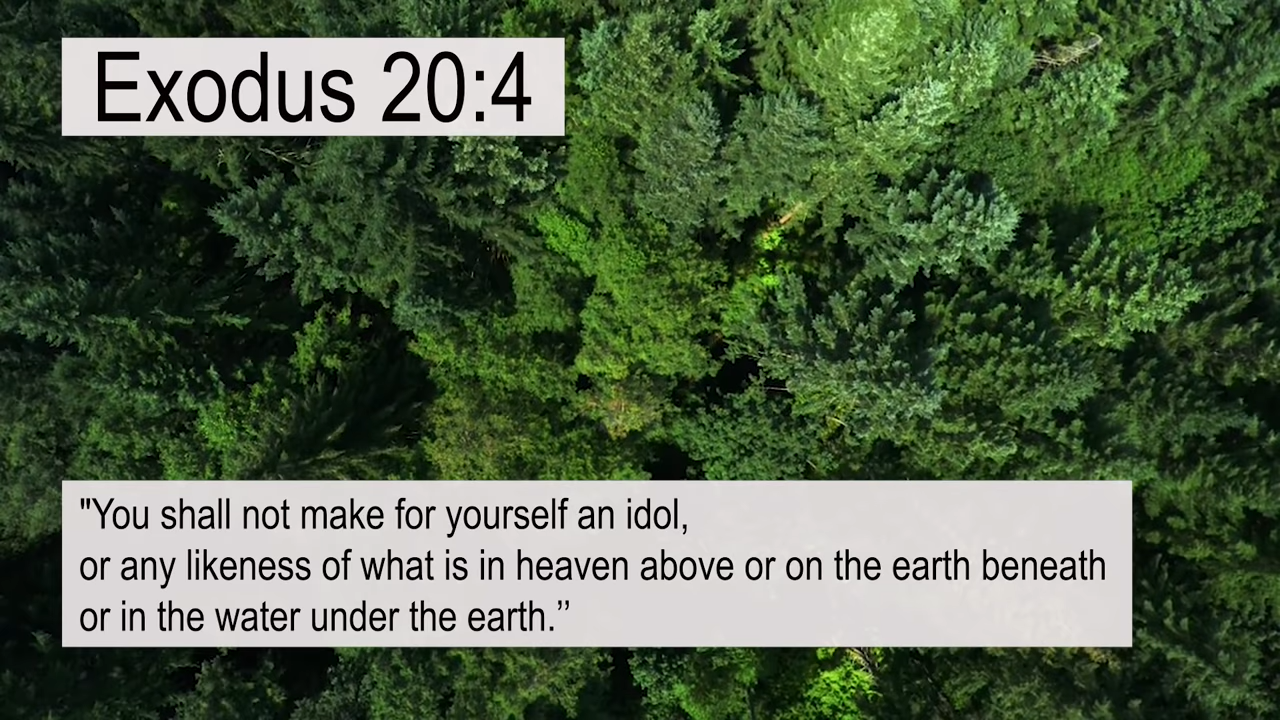 Exodus 20:4
"You shall not make for yourself an idol,
or any likeness of what is in heaven above or on the earth beneath
or in the water under the earth.’’